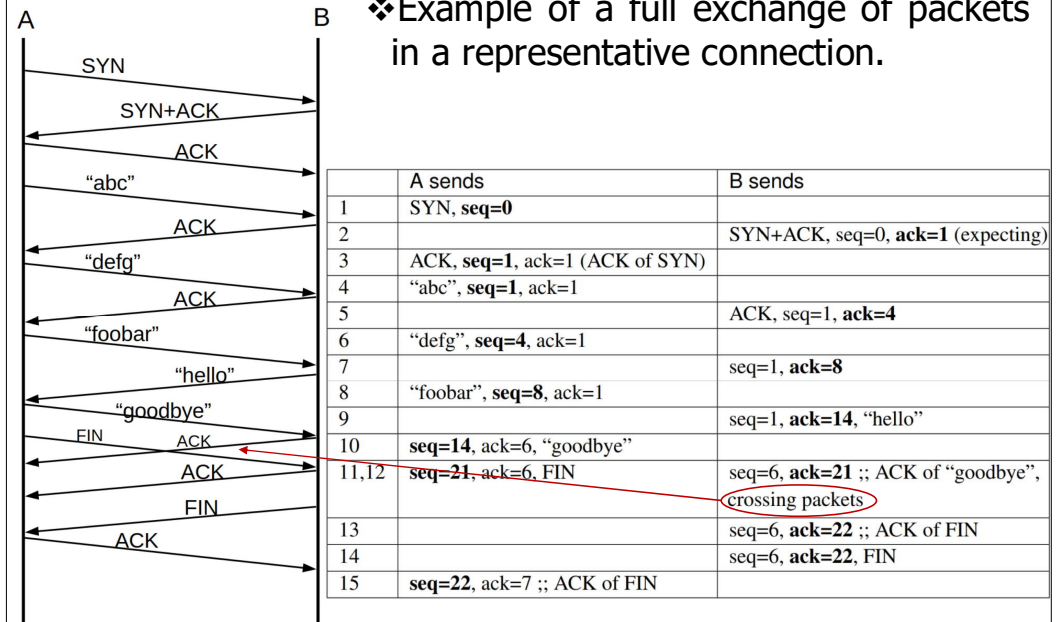 A
B
❖Example of a full exchange of packets
in a representative connection.
SYN
SYN+ACK
ACK
“abc”
ACK
“defg”
ACK
“foobar”
“hello”
“goodbye”
FIN
ACK
ACK
FIN
ACK
A sends B sends
1 SYN, seq=0
2 SYN+ACK, seq=0, ack=1 (expecting)
3 ACK, seq=1, ack=1 (ACK of SYN)
4 “abc”, seq=1, ack=1
5 ACK, seq=1, ack=4
6 “defg”, seq=4, ack=1
7 seq=1, ack=8
8 “foobar”, seq=8, ack=1
9 seq=1, ack=14, “hello”
10 seq=14, ack=6, “goodbye”
11,12 seq=21, ack=6, FIN seq=6, ack=21 ;; ACK of “goodbye”,
crossing packets
13 seq=6, ack=22 ;; ACK of FIN
14 seq=6, ack=22, FIN
15 seq=22, ack=7 ;; ACK of FIN